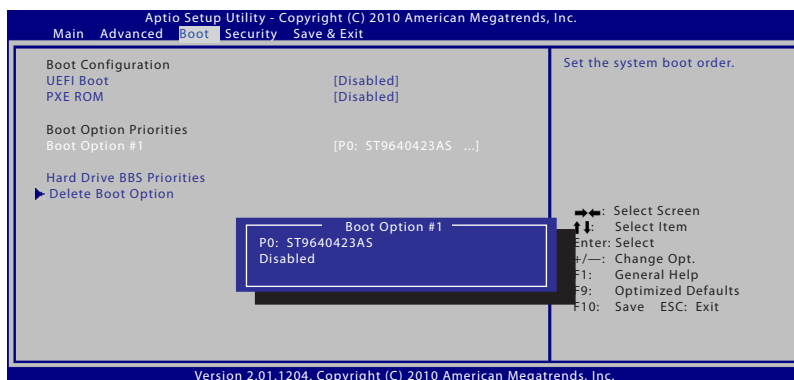 Aptio Setup Utility - Copyright (C) 2010 American Megatrends, Inc.
Main Advanced Boot Security Save & Exit
Boot Configuration
UEFI Boot [Disabled]
PXE ROM [Disabled]
Boot Option Priorities
Boot Option #1 [P0: ST9640423AS ...]
Hard Drive BBS Priorities
Delete Boot Option
Set the system boot order.
Boot Option #1
P0: ST9640423AS
Disabled
→←: Select Screen
↑↓: Select Item
Enter: Select
+/—: Change Opt.
F1: General Help
F9: Optimized Defaults
F10: Save ESC: Exit
Version 2.01.1204. Copyright (C) 2010 American Megatrends, Inc.